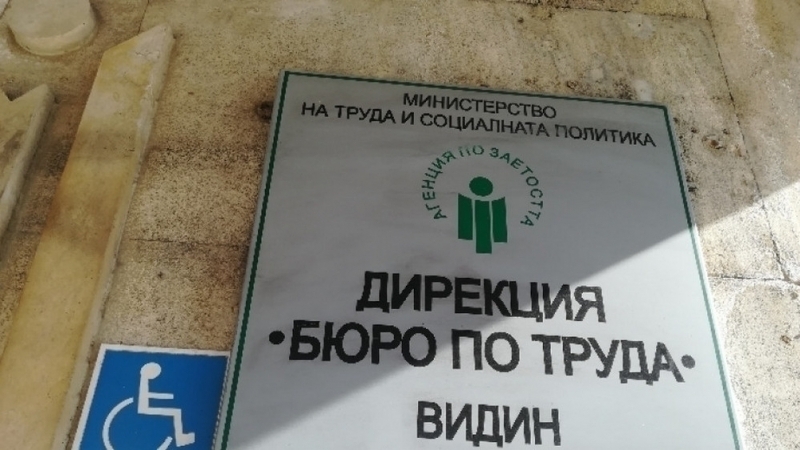 МИНИСТЕРСТВО
НА ТРУДА И СОЦИАЛНАТА ПОЛИТИКА
АГЕНЦИЯ ПО ЗАЕТОСТТА
ДИРЕКЦИЯ
•БЮРО ПО ТРУДА•
ВИДИН